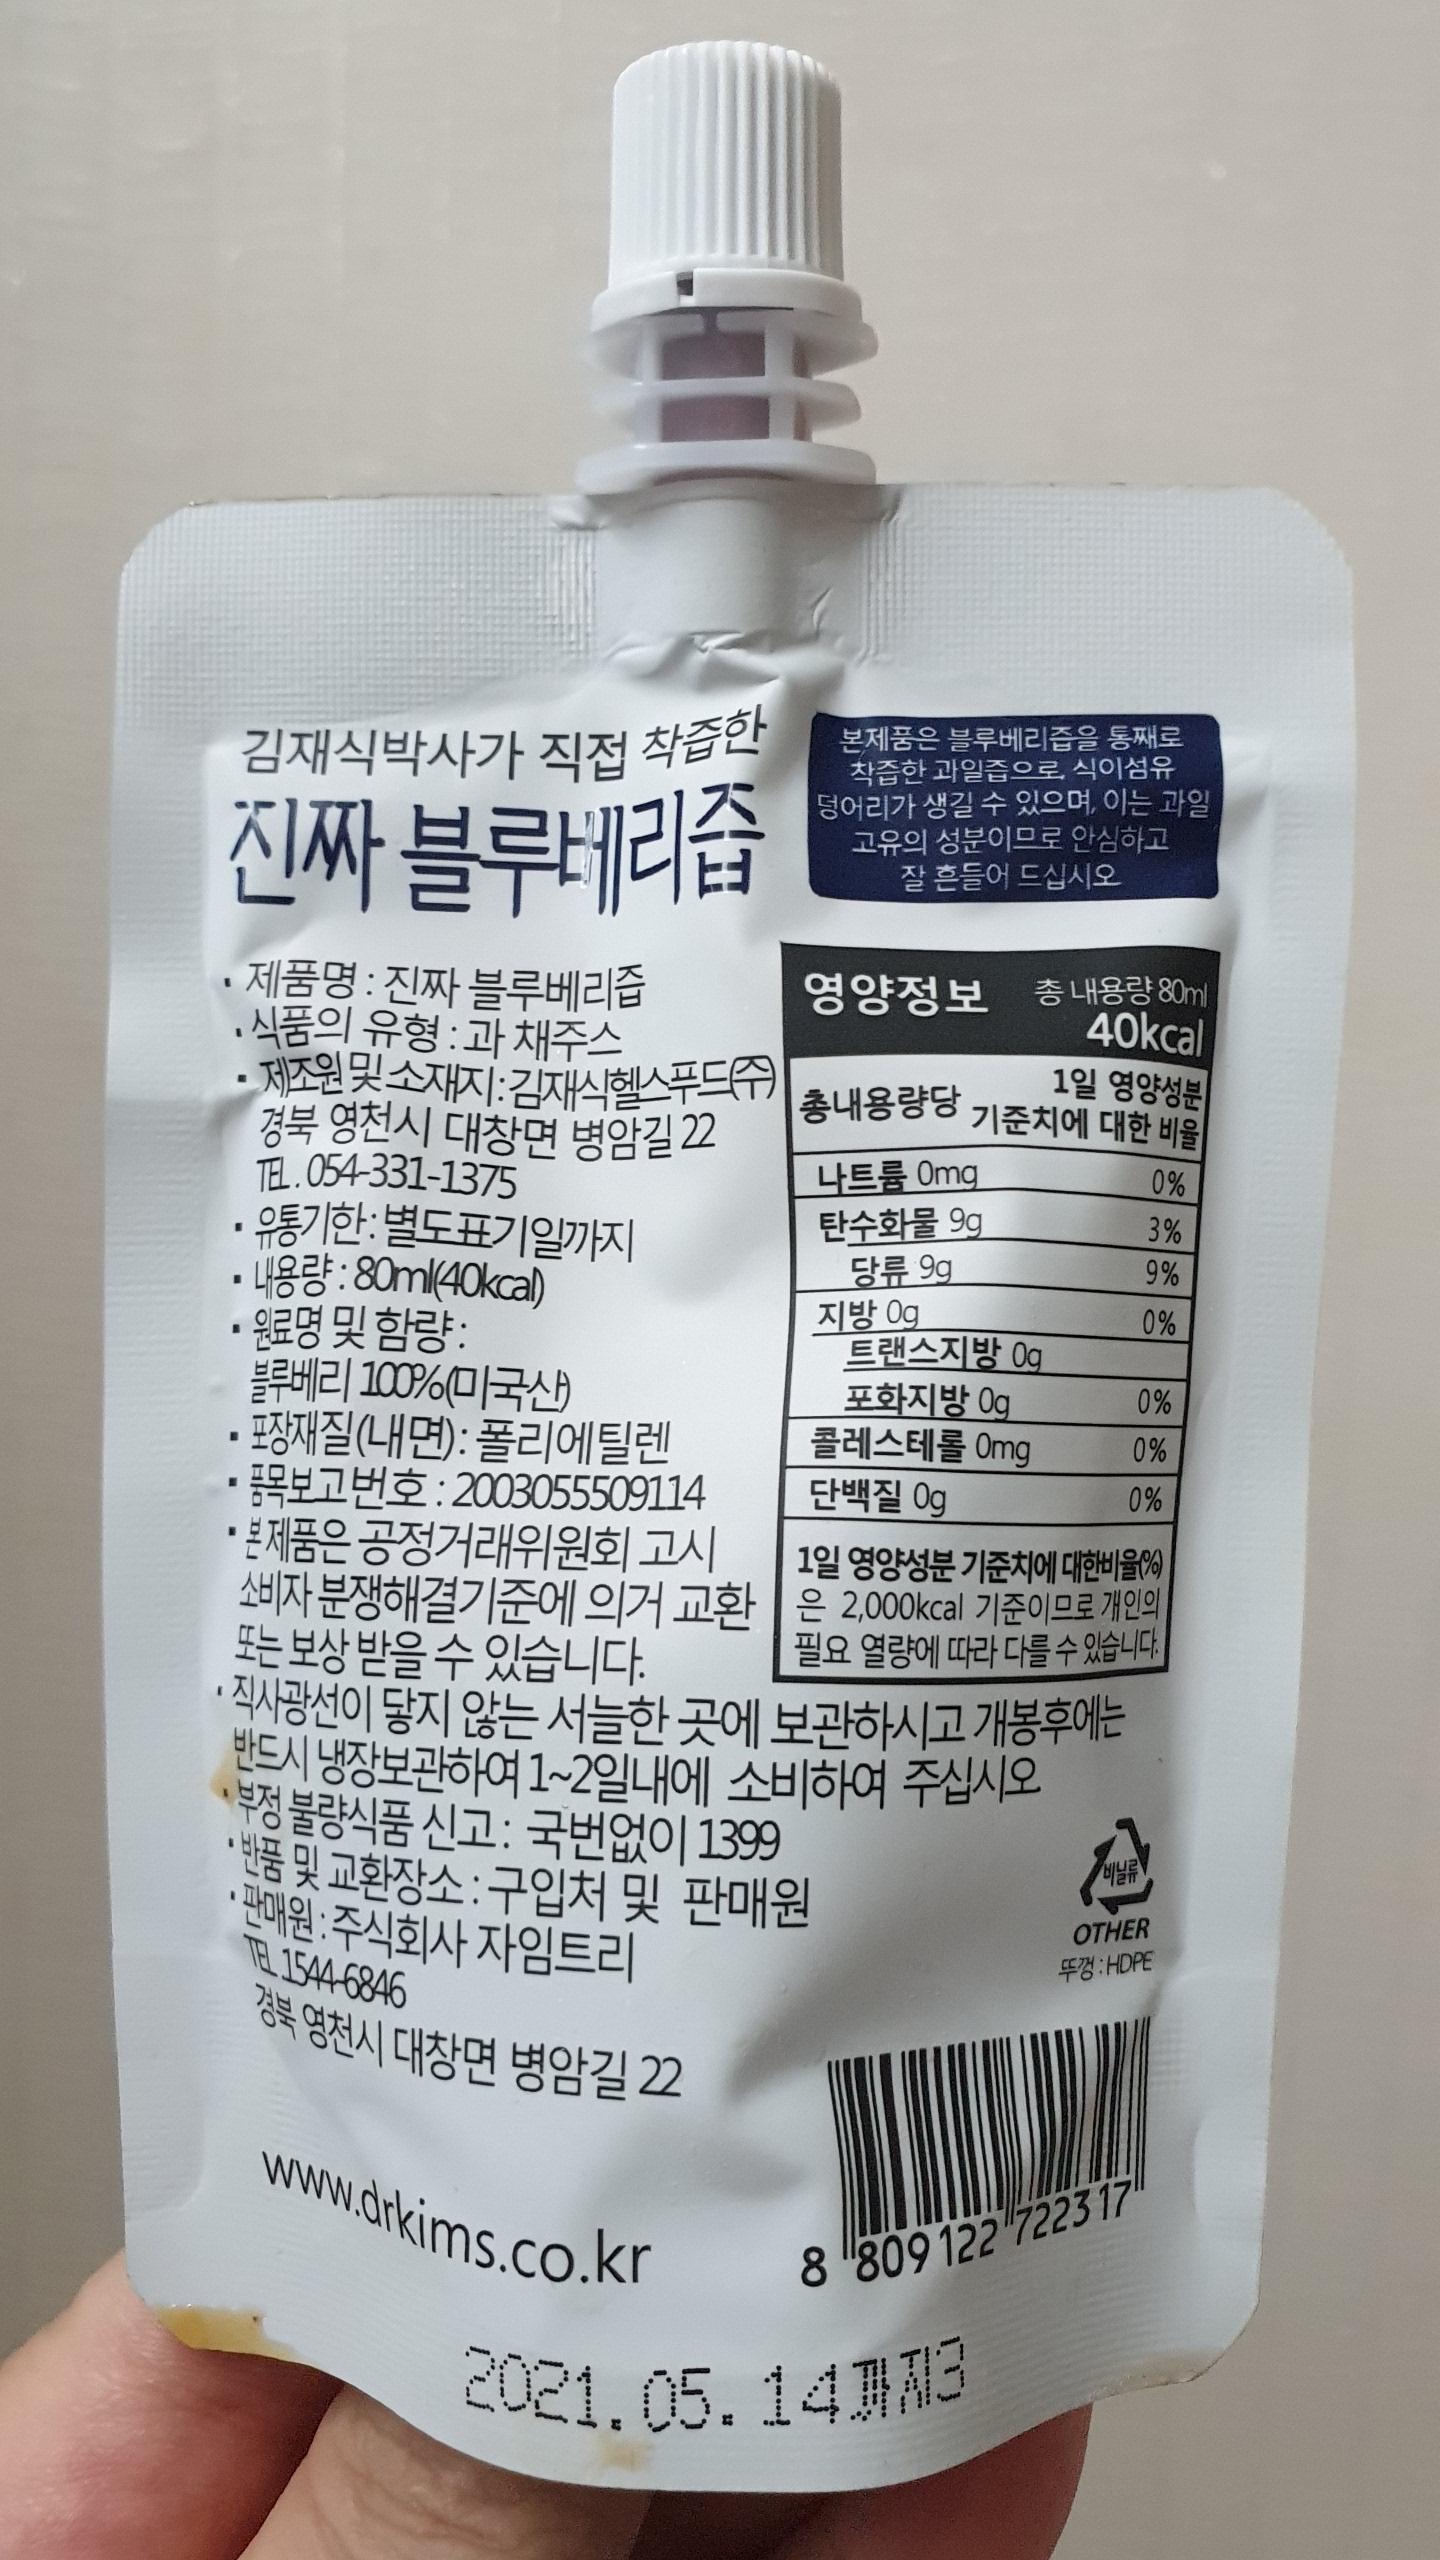 김재식박사가 직접 착즙한
진짜 블루베리즙
본제품은 블루베리즙을 통째로
착즙한 과일즙으로, 식이섬유
덩어리가 생길 수 있으며, 이는 과일
고유의 성분이므로 안심하고
잘 흔들어 드십시오
· 제품명 : 진짜 블루베리즙
· 식품의 유형 : 과 채주스
· 제조원 및 소재지 : 김재식헬스푸드(주)
경북 영천시 대창면 병암길 22
TEL . 054-331-1375
· 유통기한 : 별도표기일까지
· 내용량 : 80ml(40kcal)
· 원료명 및 함량 :
블루베리 100%(미국산)
· 포장재질(내면) : 폴리에틸렌
· 품목보고번호 : 2003055509114
· 본 제품은 공정거래위원회 고시
소비자 분쟁해결기준에 의거 교환
또는 보상 받을 수 있습니다.
· 직사광선이 닿지 않는 서늘한 곳에 보관하시고 개봉후에는
반드시 냉장보관하여 1~2일내에 소비하여 주십시오
· 부정 불량식품 신고 : 국번없이 1399
· 반품 및 교환장소 : 구입처 및 판매원
· 판매원 : 주식회사 자임트리
TEL 1544-6846
경북 영천시 대창면 병암길 22
영양정보 총 내용량 80ml
40kcal
총내용량당 1일 영양성분
기준치에 대한 비율
나트륨 0mg 0%
탄수화물 9g 3%
당류 9g 9%
지방 0g 0%
트랜스지방 0g
포화지방 0g 0%
콜레스테롤 0mg 0%
단백질 0g 0%
1일 영양성분 기준치에 대한비율(%)
은 2,000kcal 기준이므로 개인의
필요 열량에 따라 다를 수 있습니다.
비닐류
OTHER
뚜껑 : HDPE
www.drkims.co.kr
8 809122 722317
2021.05.14까지3